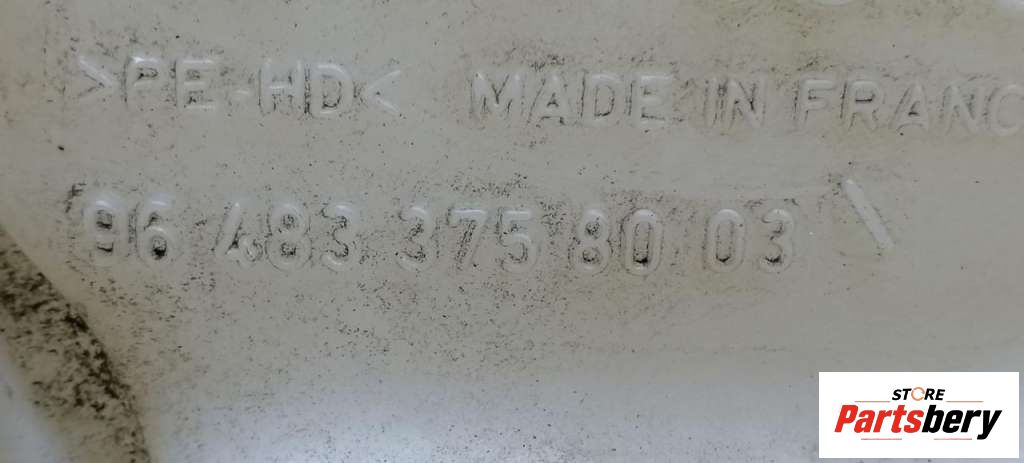 >PE-HD< MADE IN FRANC
96 483 375 80 03 \
STORE
Partsbery